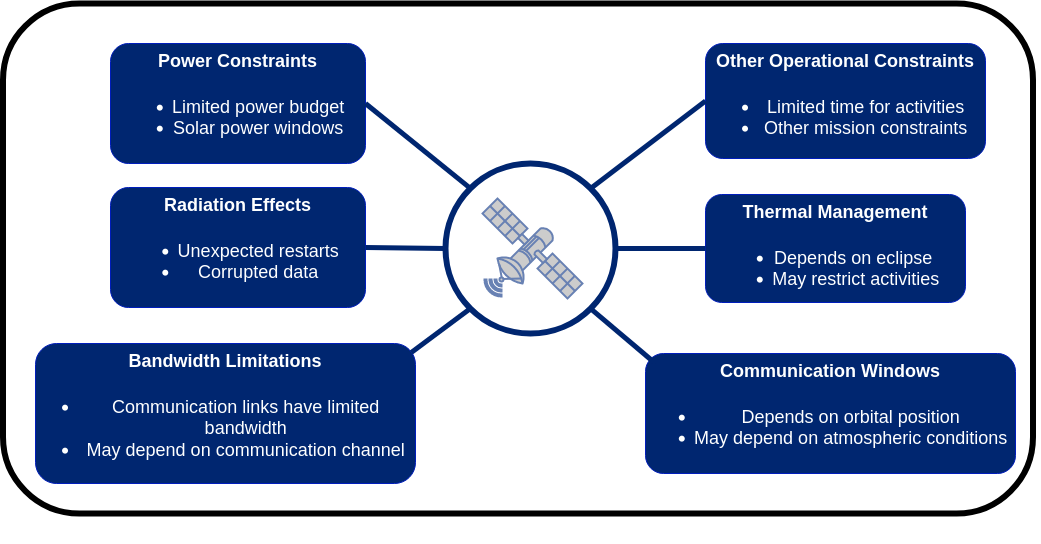 Power Constraints
• Limited power budget
• Solar power windows
Other Operational Constraints
• Limited time for activities
• Other mission constraints
Radiation Effects
• Unexpected restarts
• Corrupted data
Thermal Management
• Depends on eclipse
• May restrict activities
Bandwidth Limitations
• Communication links have limited
bandwidth
• May depend on communication channel
Communication Windows
• Depends on orbital position
• May depend on atmospheric conditions